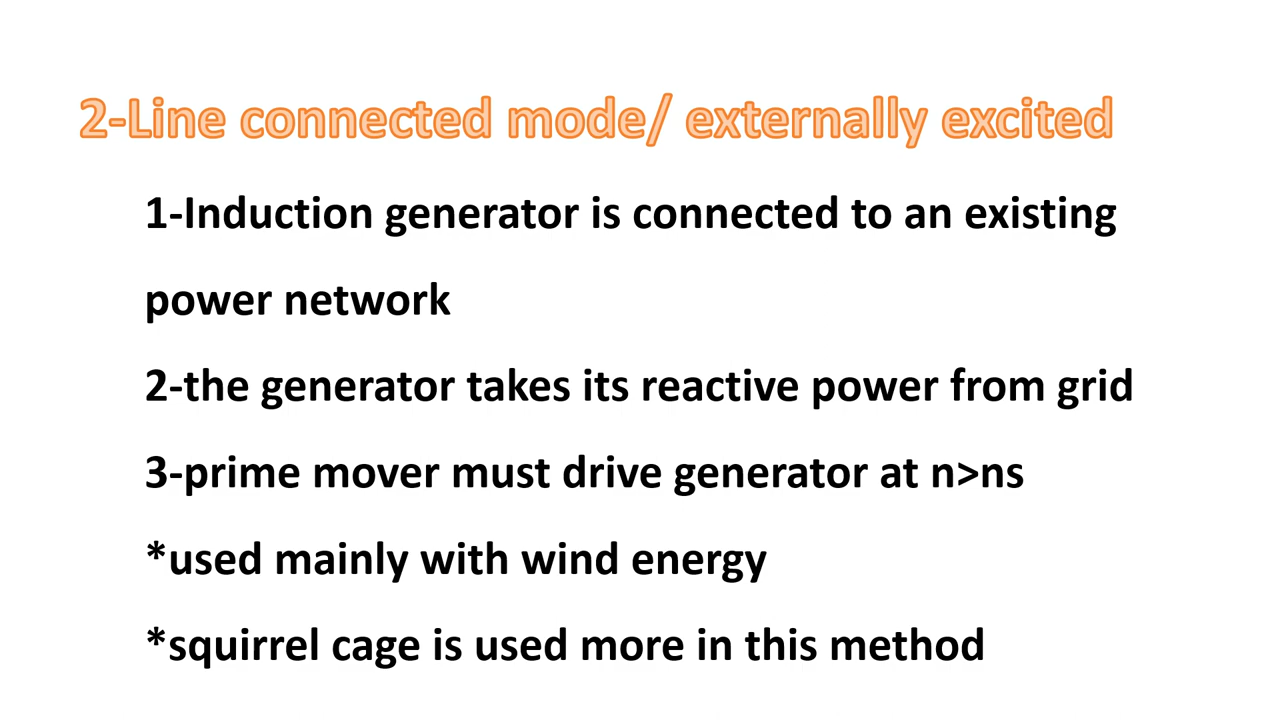 2-Line connected mode/ externally excited
1-Induction generator is connected to an existing
power network
2-the generator takes its reactive power from grid
3-prime mover must drive generator at n>ns
*used mainly with wind energy
*squirrel cage is used more in this method